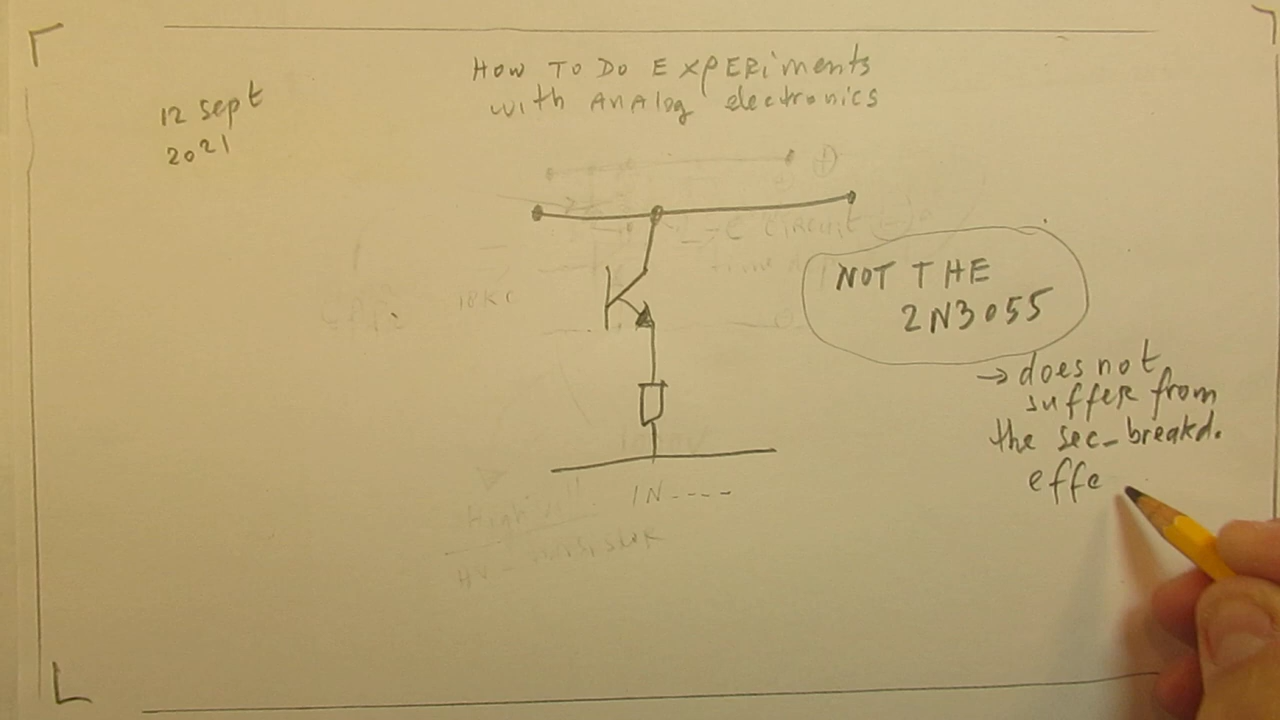 How To Do ExpERiments
with AnAlog electronics
12 sept
2021
NOT THE
2N3055
→ does not
suffer from
the sec_breakd.
effe
1N----